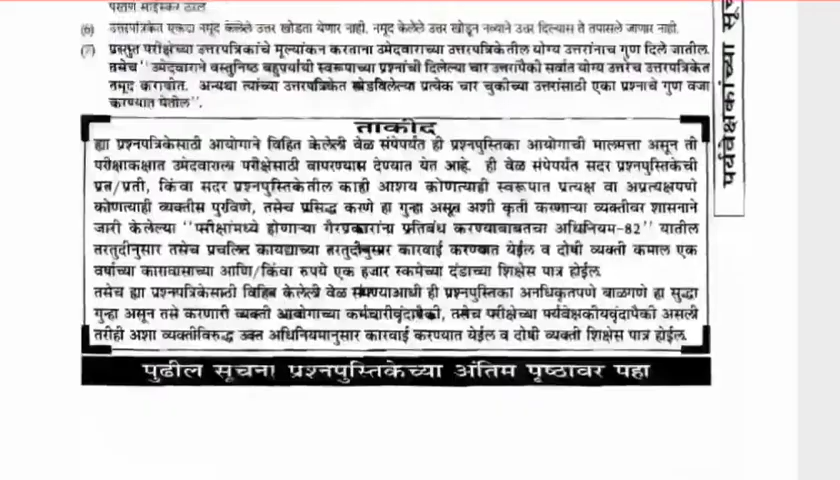 (6) उत्तरपत्रिकेत एकदा नमूद केलेले उत्तर खोडता येणार नाही. नमूद केलेले उत्तर खोडून नव्याने उत्तर दिल्यास ते तपासले जाणार नाही.
(7) प्रस्तुत परीक्षेच्या उत्तरपत्रिकांचे मूल्यांकन करताना उमेदवाराच्या उत्तरपत्रिकेतील योग्य उत्तरांनाच गुण दिले जातील.
तसेच "उमेदवाराने वस्तुनिष्ठ बहुपर्यायी स्वरूपाच्या प्रश्नांची दिलेल्या चार उत्तरांपैकी सर्वात योग्य उत्तरेच उत्तरपत्रिकेत
नमूद करावीत. अन्यथा त्यांच्या उत्तरपत्रिकेत सोडविलेल्या प्रत्येक चार चुकीच्या उत्तरांसाठी एका प्रश्नाचे गुण वजा
करण्यात येतील".
ताकीद
ह्या प्रश्नपत्रिकेसाठी आयोगाने विहित केलेली वेळ संपेपर्यंत ही प्रश्नपुस्तिका आयोगाची मालमत्ता असून ती
परीक्षाकक्षात उमेदवाराला परीक्षेसाठी वापरण्यास देण्यात येत आहे. ही वेळ संपेपर्यंत सदर प्रश्नपुस्तिकेची
प्रत/प्रती, किंवा सदर प्रश्नपुस्तिकेतील काही आशय कोणत्याही स्वरूपात प्रत्यक्ष वा अप्रत्यक्षपणे
कोणत्याही व्यक्तीस पुरविणे, तसेच प्रसिद्ध करणे हा गुन्हा असून अशी कृती करणाऱ्या व्यक्तीवर शासनाने
जारी केलेल्या "परीक्षांमध्ये होणाऱ्या गैरप्रकारांना प्रतिबंध करण्याबाबतचा अधिनियम-82" यातील
तरतुदीनुसार तसेच प्रचलित कायद्याच्या तरतुदीनुसार कारवाई करण्यात येईल व दोषी व्यक्ती कमाल एक
वर्षाच्या कारावासाच्या आणि/किंवा रुपये एक हजार रकमेच्या दंडाच्या शिक्षेस पात्र होईल.
तसेच ह्या प्रश्नपत्रिकेसाठी विहित केलेली वेळ संपण्याआधी ही प्रश्नपुस्तिका अनधिकृतपणे बाळगणे हा सुद्धा
गुन्हा असून तसे करणारी व्यक्ती आयोगाच्या कर्मचारीवृंदापैकी, तसेच परीक्षेच्या पर्यवेक्षकीयवृंदापैकी असली
तरीही अशा व्यक्तीविरुद्ध उक्त अधिनियमानुसार कारवाई करण्यात येईल व दोषी व्यक्ती शिक्षेस पात्र होईल.
पुढील सूचना प्रश्नपुस्तिकेच्या अंतिम पृष्ठावर पहा
पर्यवेक्षकांच्या